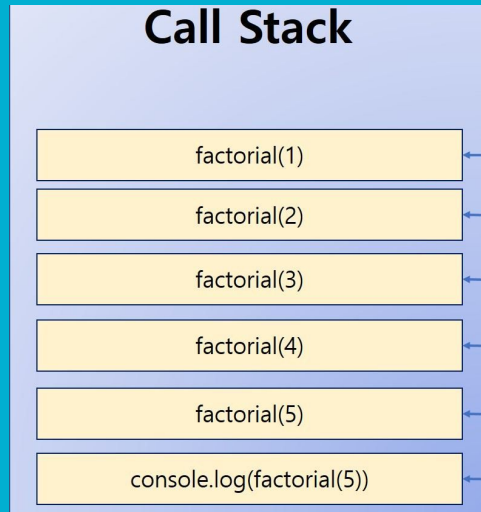 Call Stack
factorial(1)
factorial(2)
factorial(3)
factorial(4)
factorial(5)
console.log(factorial(5))